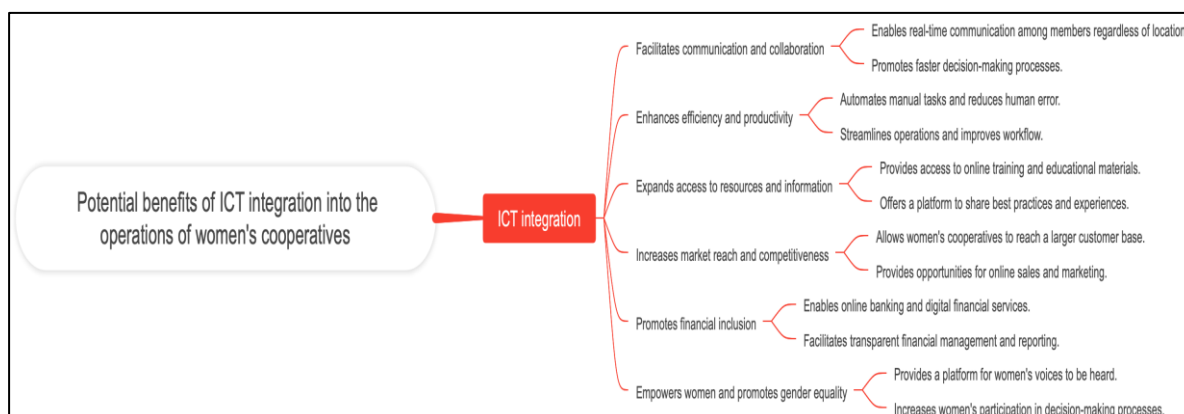 Potential benefits of ICT integration into the
operations of women's cooperatives
ICT integration
Facilitates communication and collaboration
Enables real-time communication among members regardless of location
Promotes faster decision-making processes.
Enhances efficiency and productivity
Automates manual tasks and reduces human error.
Streamlines operations and improves workflow.
Expands access to resources and information
Provides access to online training and educational materials.
Offers a platform to share best practices and experiences.
Increases market reach and competitiveness
Allows women's cooperatives to reach a larger customer base.
Provides opportunities for online sales and marketing.
Promotes financial inclusion
Enables online banking and digital financial services.
Facilitates transparent financial management and reporting.
Empowers women and promotes gender equality
Provides a platform for women's voices to be heard.
Increases women's participation in decision-making processes.